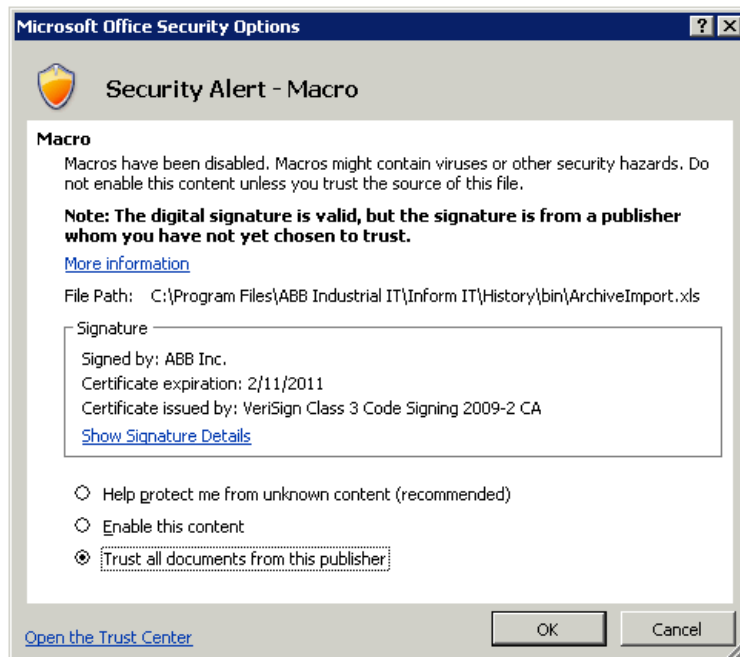 Microsoft Office Security Options
Security Alert - Macro
Macro
Macros have been disabled. Macros might contain viruses or other security hazards. Do
not enable this content unless you trust the source of this file.
Note: The digital signature is valid, but the signature is from a publisher
whom you have not yet chosen to trust.
More information
File Path: C:\Program Files\ABB Industrial IT\Inform IT\History\bin\ArchiveImport.xls
Signature
Signed by: ABB Inc.
Certificate expiration: 2/11/2011
Certificate issued by: VeriSign Class 3 Code Signing 2009-2 CA
Show Signature Details
Help protect me from unknown content (recommended)
Enable this content
Trust all documents from this publisher
Open the Trust Center
OK
Cancel